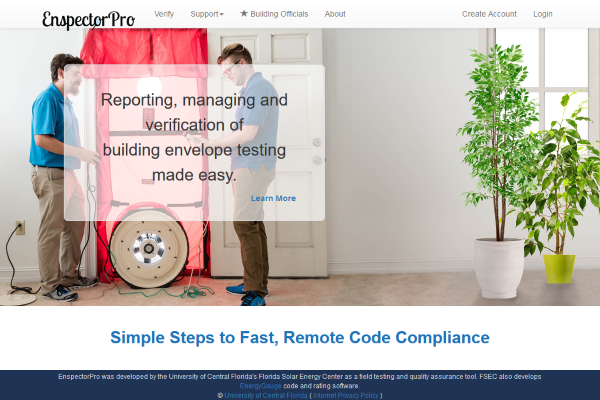 EnspectorPro Verify Support ★ Building Officials About Create Account Login
Reporting, managing and
verification of
building envelope testing
made easy.
Learn More
Simple Steps to Fast, Remote Code Compliance
EnspectorPro was developed by the University of Central Florida's Florida Solar Energy Center as a field testing and quality assurance tool. FSEC also develops
EnergyGauge code and rating software.
© University of Central Florida ( Internet Privacy Policy )